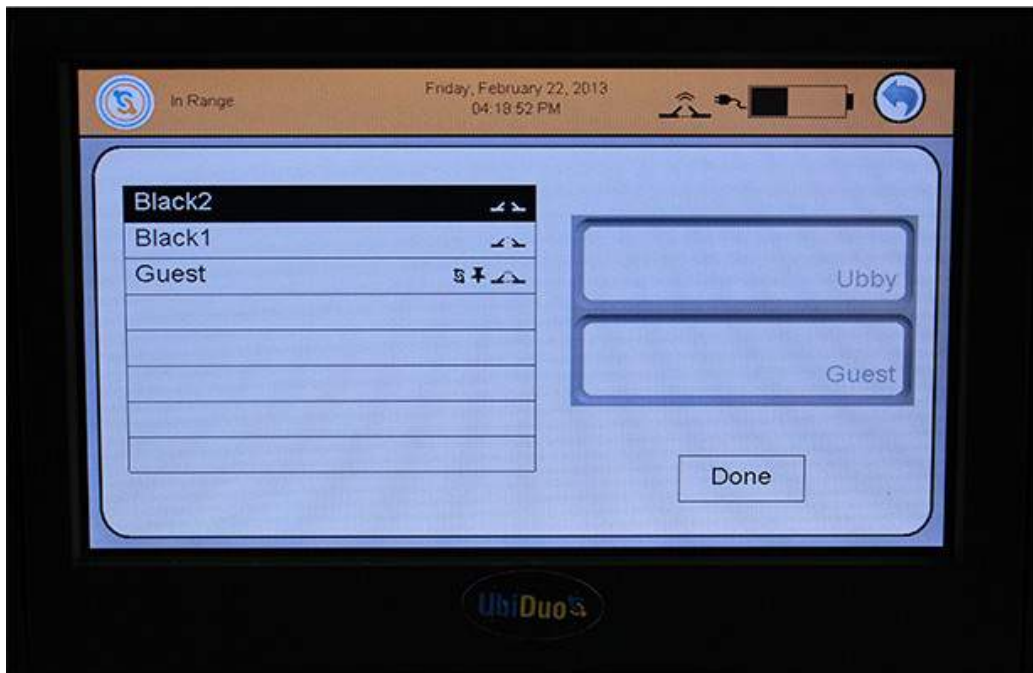 In Range
Friday, February 22, 2013
04:18:52 PM
Black2
Black1
Guest
Ubby
Guest
Done
UbiDuo